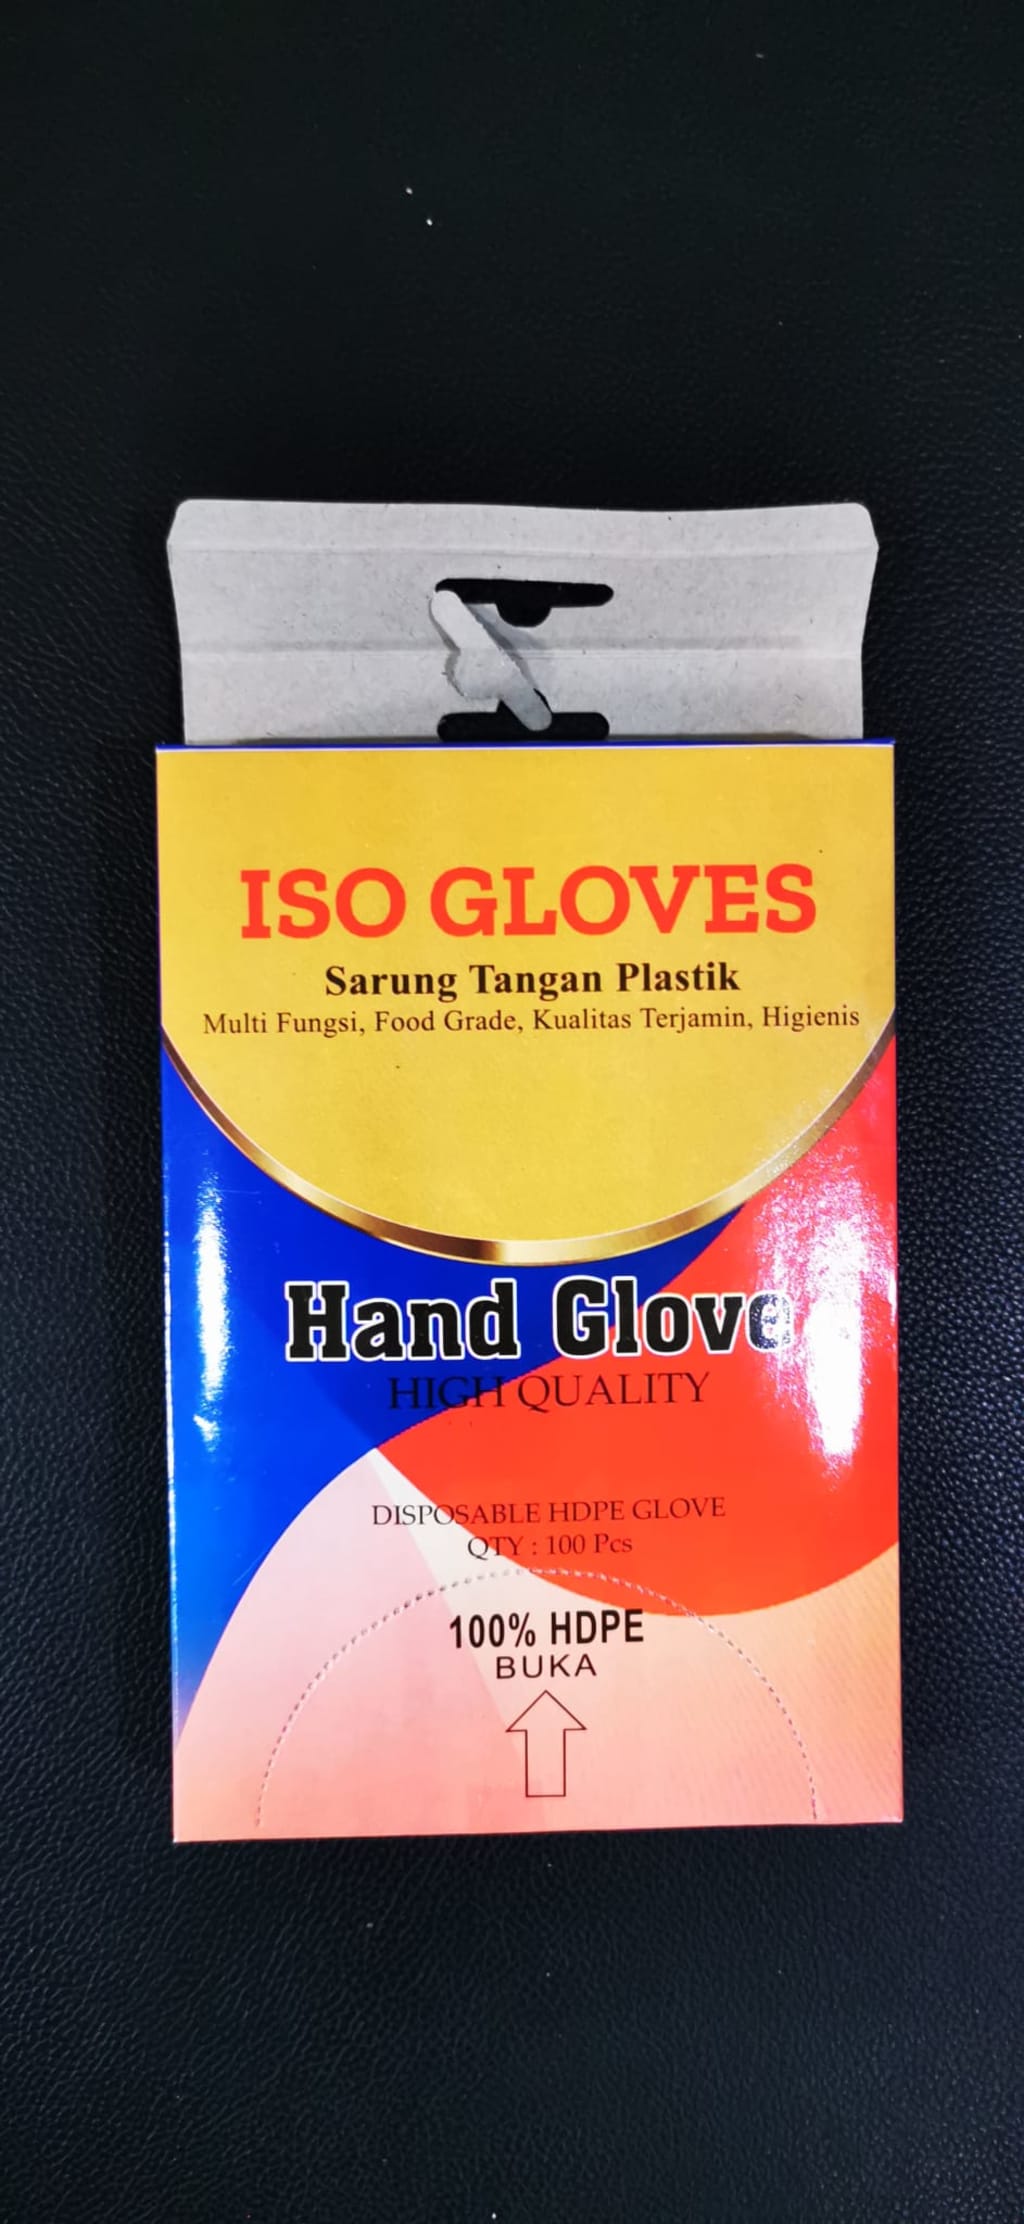 ISO GLOVES
Sarung Tangan Plastik
Multi Fungsi, Food Grade, Kualitas Terjamin, Higienis
Hand Glove
HIGH QUALITY
DISPOSABLE HDPE GLOVE
QTY : 100 Pcs
100% HDPE
BUKA